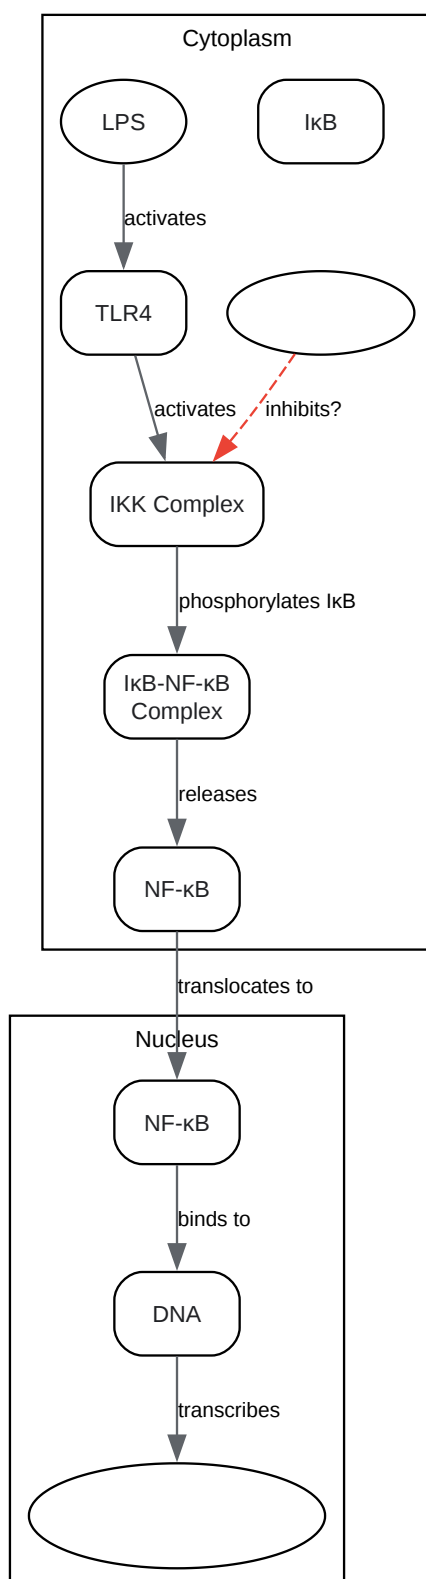 Cytoplasm
LPS
IκB
activates
TLR4
activates
inhibits?
IKK Complex
phosphorylates IκB
IκB-NF-κB
Complex
releases
NF-κB
translocates to
Nucleus
NF-κB
binds to
DNA
transcribes